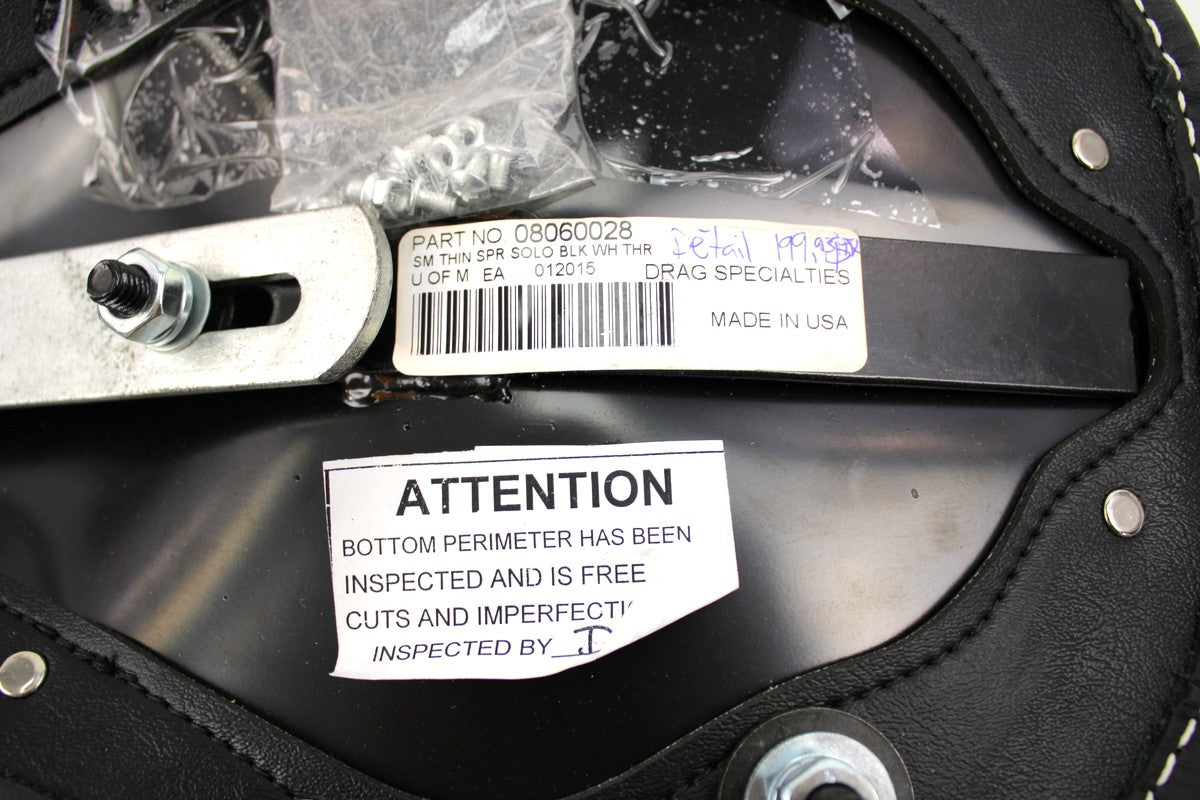 PART NO. 08060028
SM THIN SPR SOLO BLK WH THR
Detail 199.95
U OF M EA 012015 DRAG SPECIALTIES
MADE IN USA
ATTENTION
BOTTOM PERIMETER HAS BEEN
INSPECTED AND IS FREE
CUTS AND IMPERFECTI
INSPECTED BY J